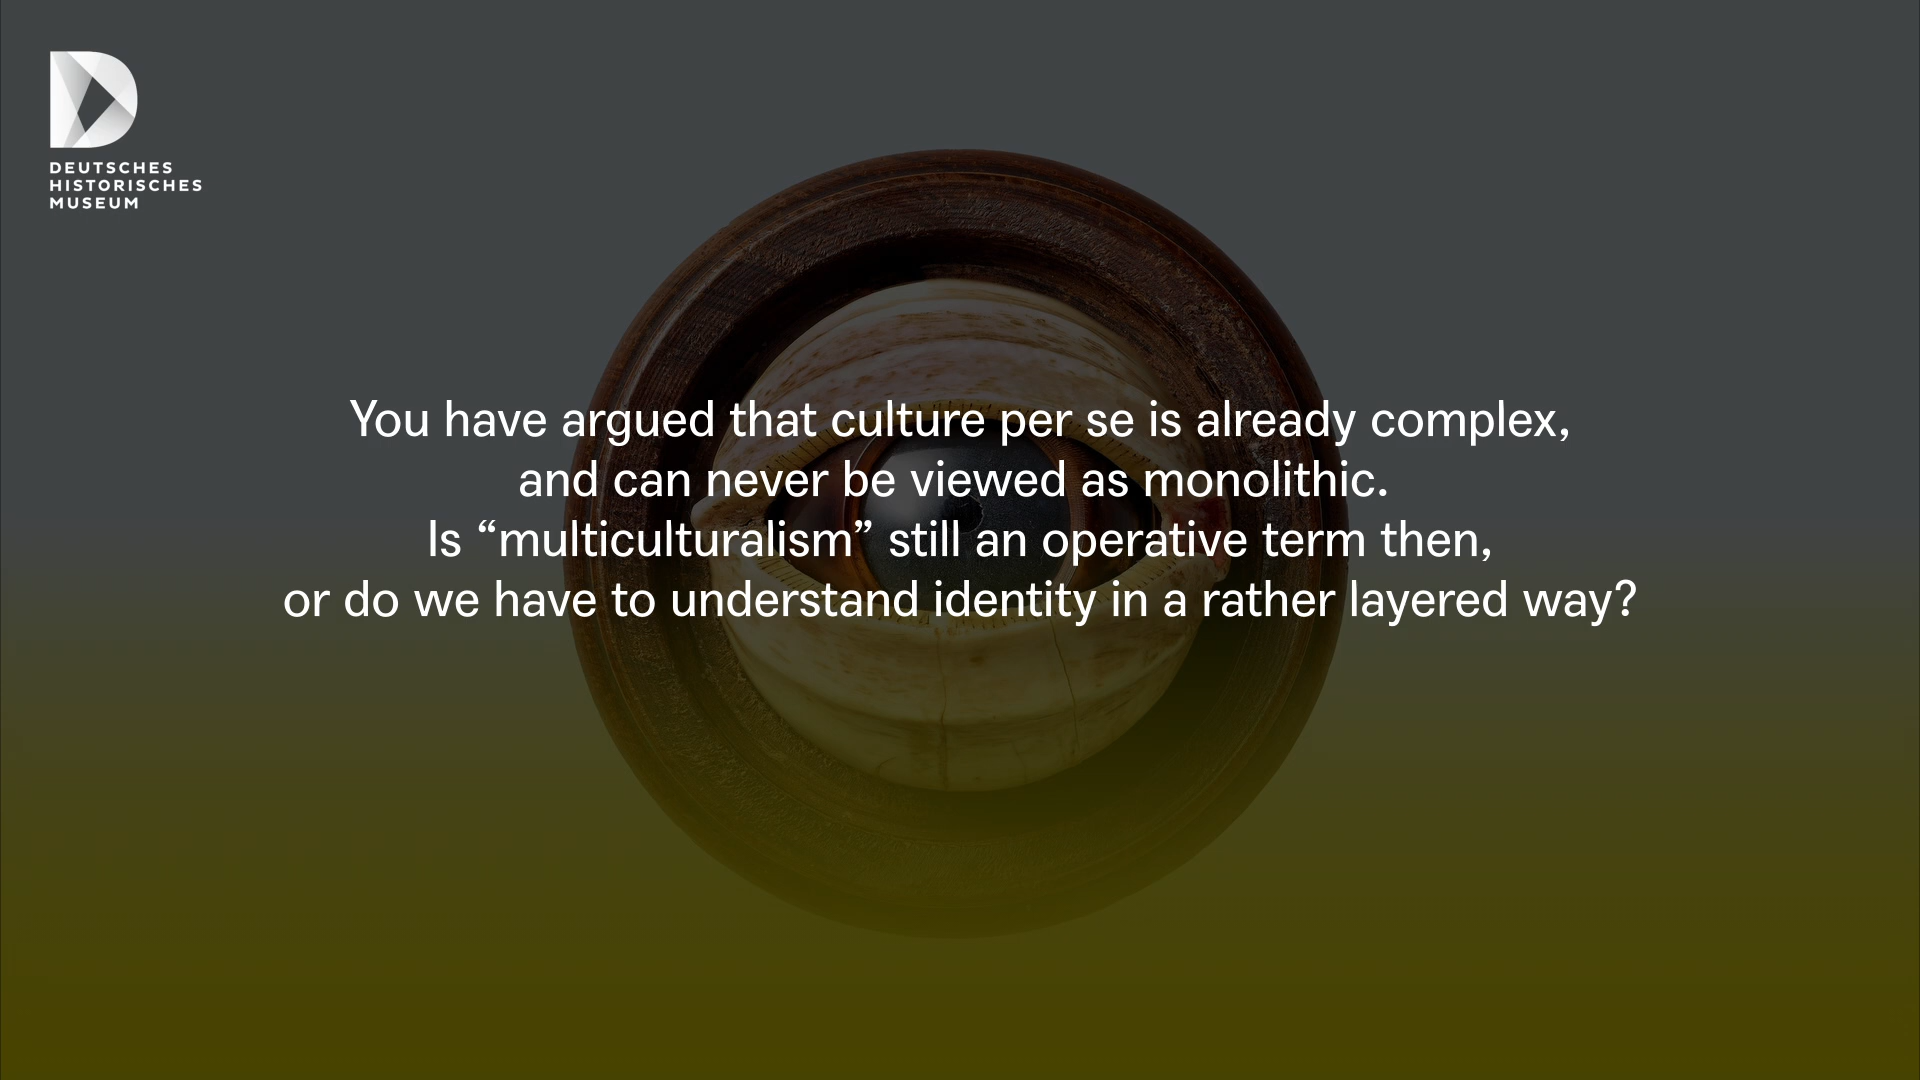 DEUTSCHES
HISTORISCHES
MUSEUM
You have argued that culture per se is already complex,
and can never be viewed as monolithic.
Is “multiculturalism” still an operative term then,
or do we have to understand identity in a rather layered way?